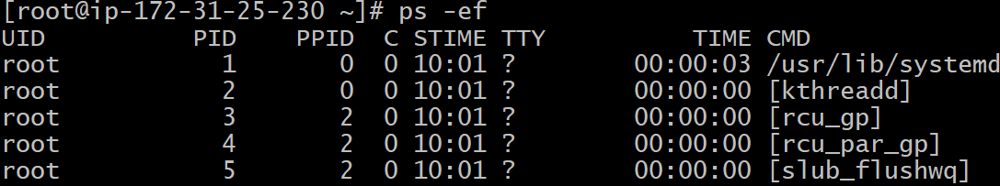 [root@ip-172-31-25-230 ~]# ps -ef
UID          PID    PPID  C STIME TTY          TIME CMD
root           1       0  0 10:01 ?        00:00:03 /usr/lib/systemd
root           2       0  0 10:01 ?        00:00:00 [kthreadd]
root           3       2  0 10:01 ?        00:00:00 [rcu_gp]
root           4       2  0 10:01 ?        00:00:00 [rcu_par_gp]
root           5       2  0 10:01 ?        00:00:00 [slub_flushwq]